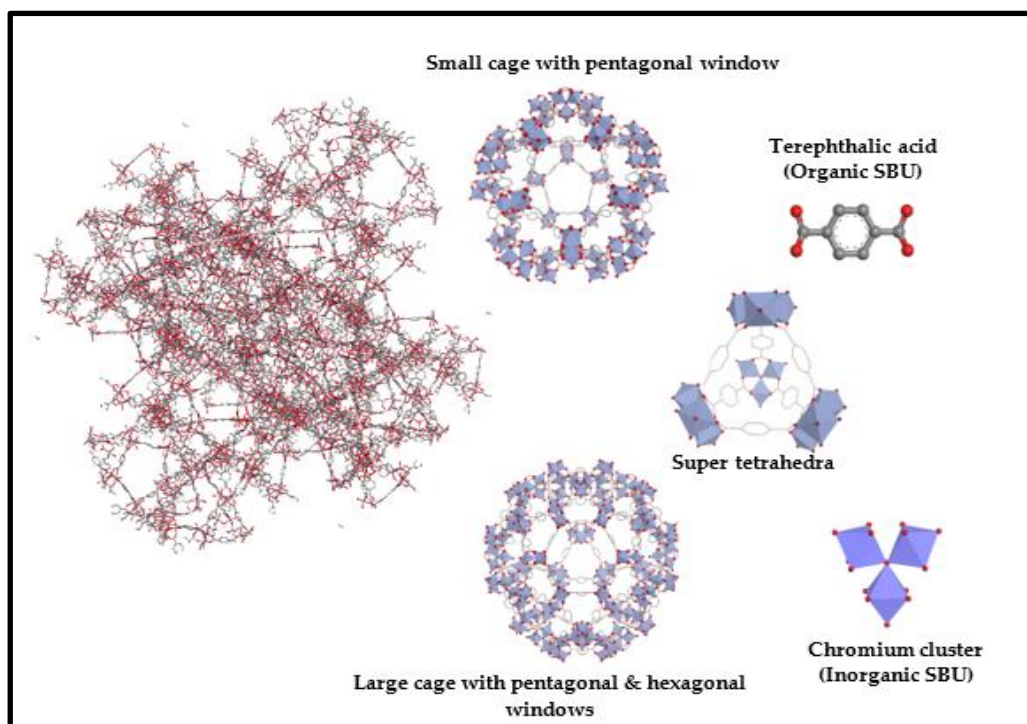 Small cage with pentagonal window
Terephthalic acid
(Organic SBU)
Super tetrahedra
Chromium cluster
(Inorganic SBU)
Large cage with pentagonal & hexagonal
windows